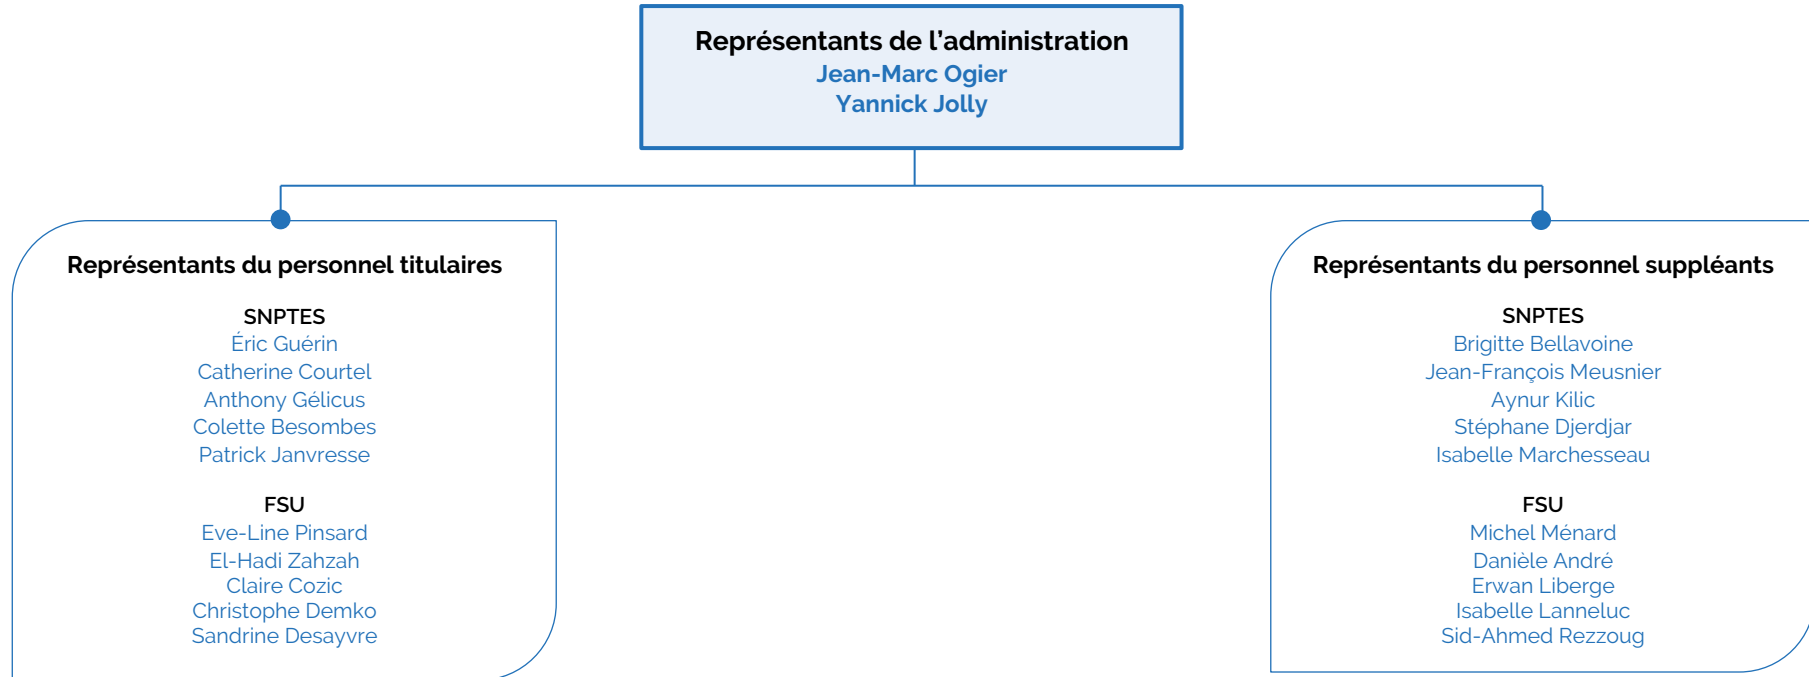 Représentants de l’administration
Jean-Marc Ogier
Yannick Jolly
Représentants du personnel titulaires
SNPTES
Éric Guérin
Catherine Courtel
Anthony Gélicus
Colette Besombes
Patrick Janvresse
FSU
Eve-Line Pinsard
El-Hadi Zahzah
Claire Cozic
Christophe Demko
Sandrine Desayvre
Représentants du personnel suppléants
SNPTES
Brigitte Bellavoine
Jean-François Meusnier
Aynur Kilic
Stéphane Djerdjar
Isabelle Marchesseau
FSU
Michel Ménard
Danièle André
Erwan Liberge
Isabelle Lanneluc
Sid-Ahmed Rezzoug